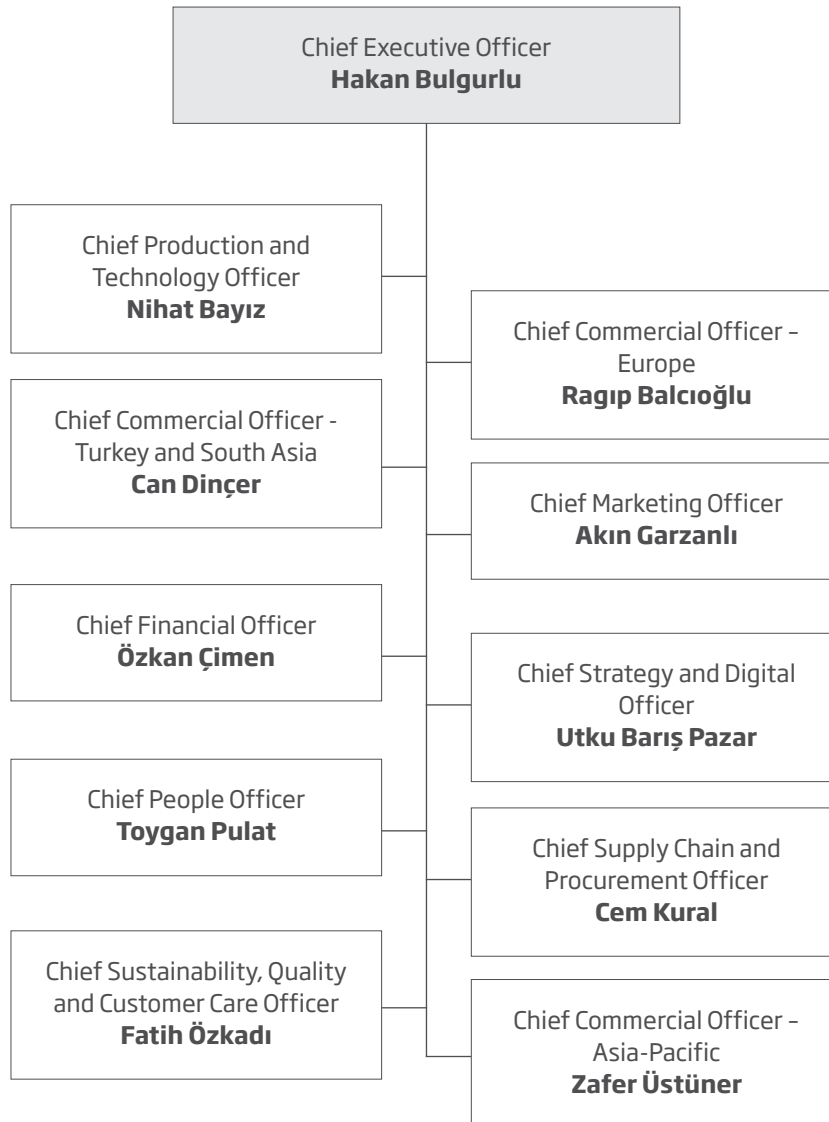 Chief Executive Officer
Hakan Bulgurlu
Chief Production and
Technology Officer
Nihat Bayız
Chief Commercial Officer –
Europe
Ragıp Balcıoğlu
Chief Commercial Officer -
Turkey and South Asia
Can Dinçer
Chief Marketing Officer
Akın Garzanlı
Chief Financial Officer
Özkan Çimen
Chief Strategy and Digital
Officer
Utku Barış Pazar
Chief People Officer
Toygan Pulat
Chief Supply Chain and
Procurement Officer
Cem Kural
Chief Sustainability, Quality
and Customer Care Officer
Fatih Özkadı
Chief Commercial Officer –
Asia-Pacific
Zafer Üstüner